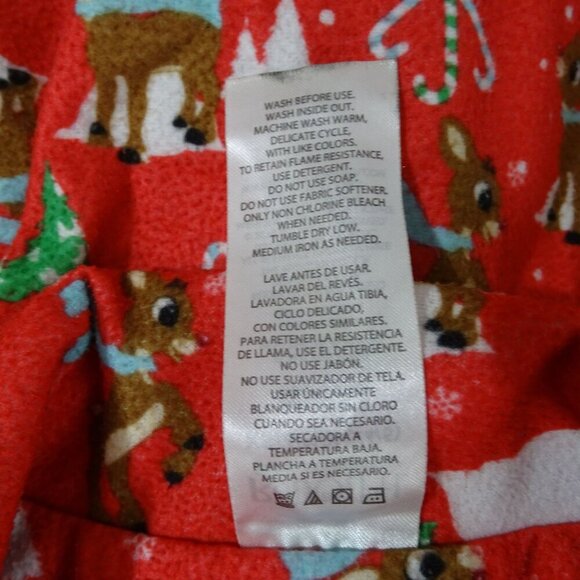 WASH BEFORE USE.
WASH INSIDE OUT.
MACHINE WASH WARM,
DELICATE CYCLE,
WITH LIKE COLORS.
TO RETAIN FLAME RESISTANCE,
USE DETERGENT.
DO NOT USE SOAP.
DO NOT USE FABRIC SOFTENER.
ONLY NON CHLORINE BLEACH
WHEN NEEDED.
TUMBLE DRY LOW.
MEDIUM IRON AS NEEDED.
LAVE ANTES DE USAR.
LAVAR DEL REVÉS.
LAVADORA EN AGUA TIBIA,
CICLO DELICADO,
CON COLORES SIMILARES.
PARA RETENER LA RESISTENCIA
DE LLAMA, USE EL DETERGENTE.
NO USE JABÓN.
NO USE SUAVIZADOR DE TELA.
USAR ÚNICAMENTE
BLANQUEADOR SIN CLORO
CUANDO SEA NECESARIO.
SECADORA A
TEMPERATURA BAJA.
PLANCHA A TEMPERATURA
MEDIA SI ES NECESARIO.